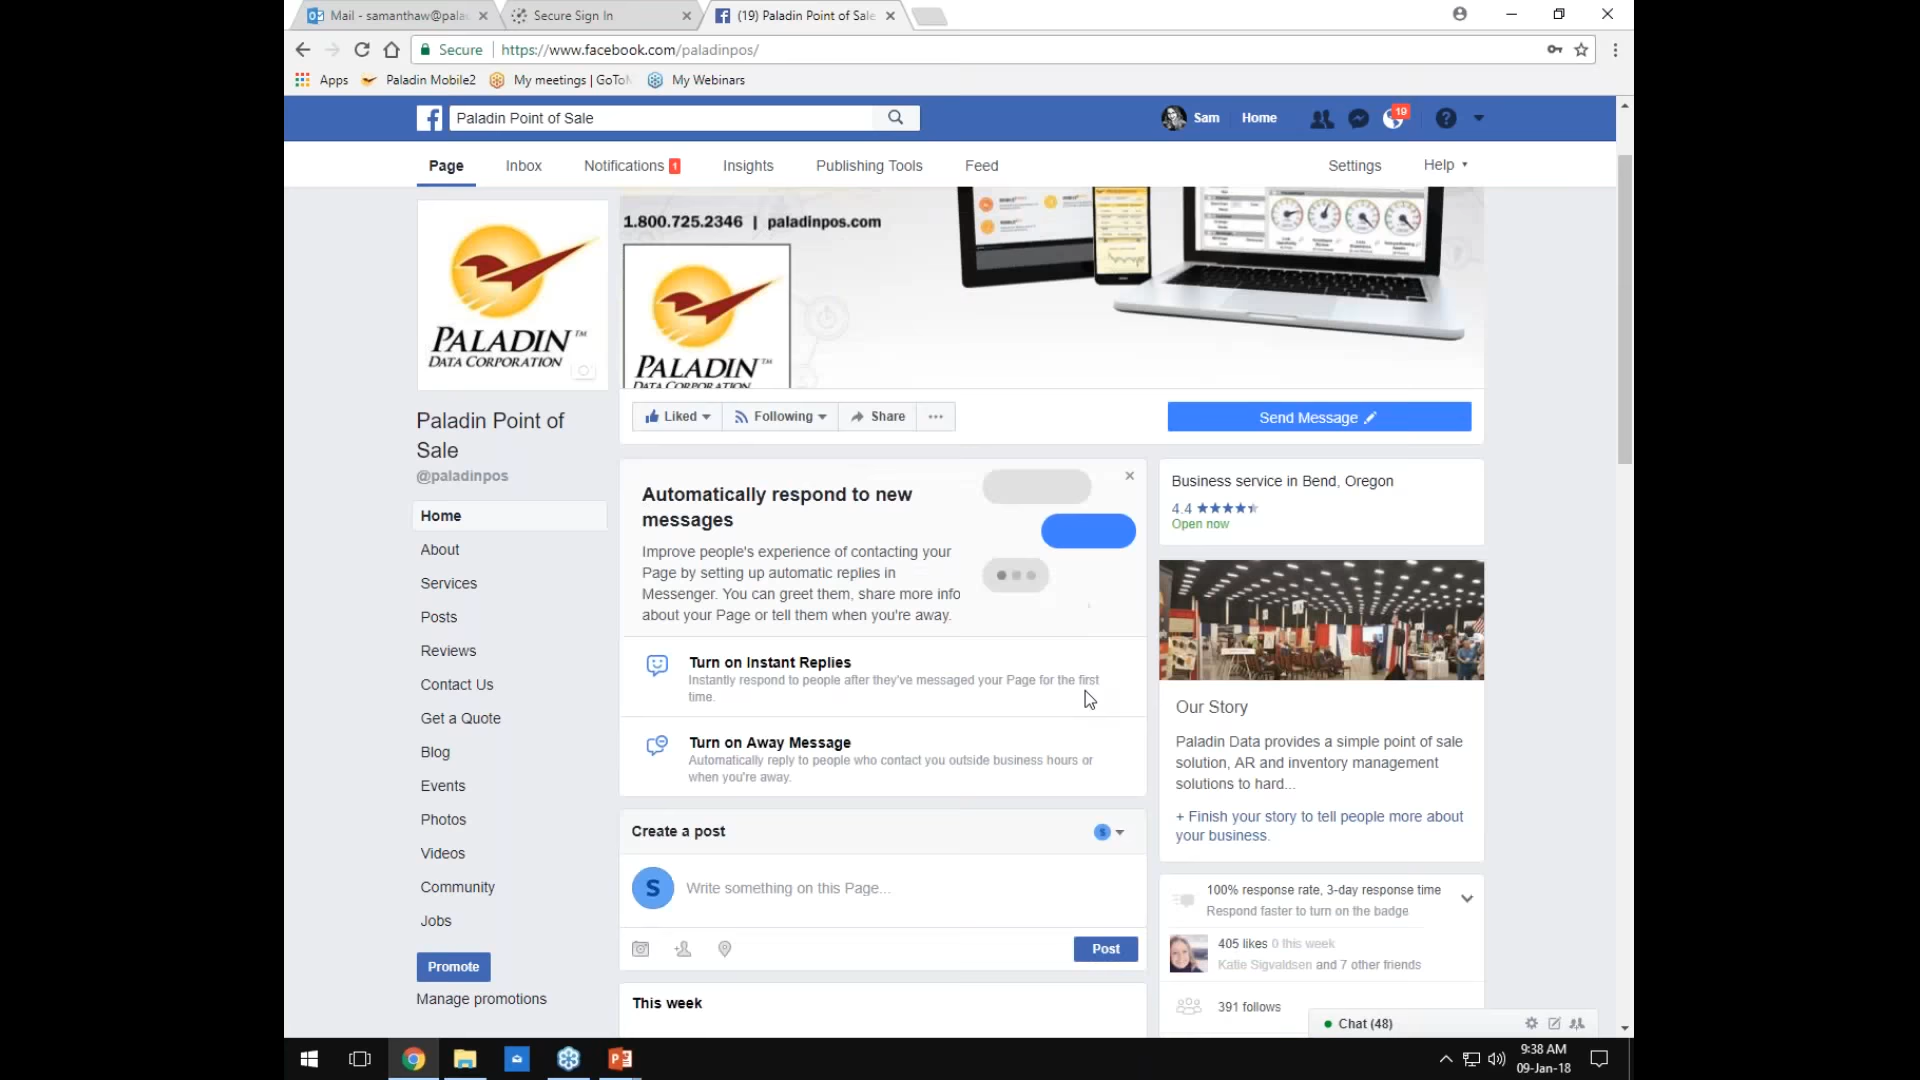 Mail - samanthaw@pala
Secure Sign In
(19) Paladin Point of Sale
Secure
https://www.facebook.com/paladinpos/
Apps
Paladin Mobile2
My meetings | GoTo
My Webinars
Paladin Point of Sale
Sam
Home
19
Page
Inbox
Notifications 1
Insights
Publishing Tools
Feed
Settings
Help
1.800.725.2346 | paladinpos.com
PALADIN™
DATA CORPORATION
PALADIN™
DATA CORPORATION
Liked
Following
Share
Send Message
Paladin Point of
Sale
@paladinpos
Home
About
Services
Posts
Reviews
Contact Us
Get a Quote
Blog
Events
Photos
Videos
Community
Jobs
Promote
Manage promotions
Automatically respond to new
messages
Improve people's experience of contacting your
Page by setting up automatic replies in
Messenger. You can greet them, share more info
about your Page or tell them when you're away.
Turn on Instant Replies
Instantly respond to people after they've messaged your Page for the first
time.
Turn on Away Message
Automatically reply to people who contact you outside business hours or
when you're away.
Create a post
S
S
Write something on this Page...
Post
This week
Business service in Bend, Oregon
4.4
Open now
Our Story
Paladin Data provides a simple point of sale
solution, AR and inventory management
solutions to hard...
+ Finish your story to tell people more about
your business.
100% response rate, 3-day response time
Respond faster to turn on the badge
405 likes 0 this week
Katie Sigvaldsen and 7 other friends
391 follows
Chat (48)
9:38 AM
09-Jan-18